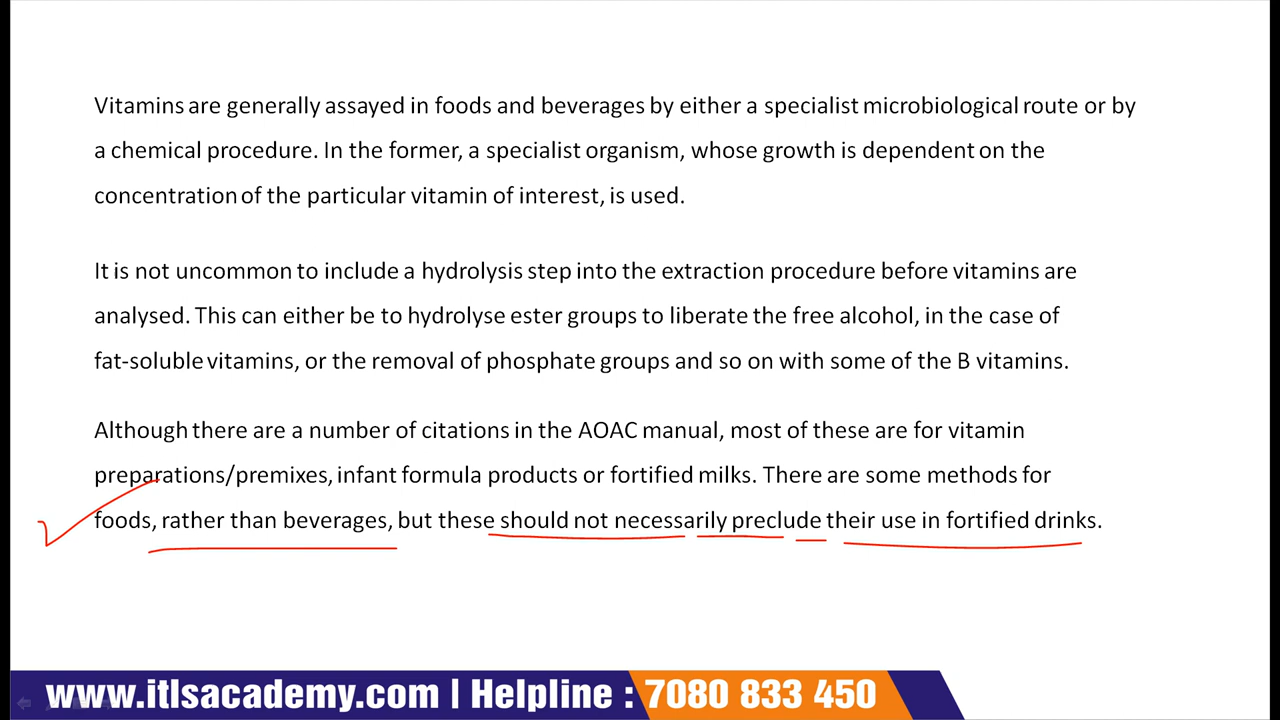 Vitamins are generally assayed in foods and beverages by either a specialist microbiological route or by
a chemical procedure. In the former, a specialist organism, whose growth is dependent on the
concentration of the particular vitamin of interest, is used.
It is not uncommon to include a hydrolysis step into the extraction procedure before vitamins are
analysed. This can either be to hydrolyse ester groups to liberate the free alcohol, in the case of
fat-soluble vitamins, or the removal of phosphate groups and so on with some of the B vitamins.
Although there are a number of citations in the AOAC manual, most of these are for vitamin
preparations/premixes, infant formula products or fortified milks. There are some methods for
foods, rather than beverages, but these should not necessarily preclude their use in fortified drinks.
www.itlsacademy.com | Helpline : 7080 833 450